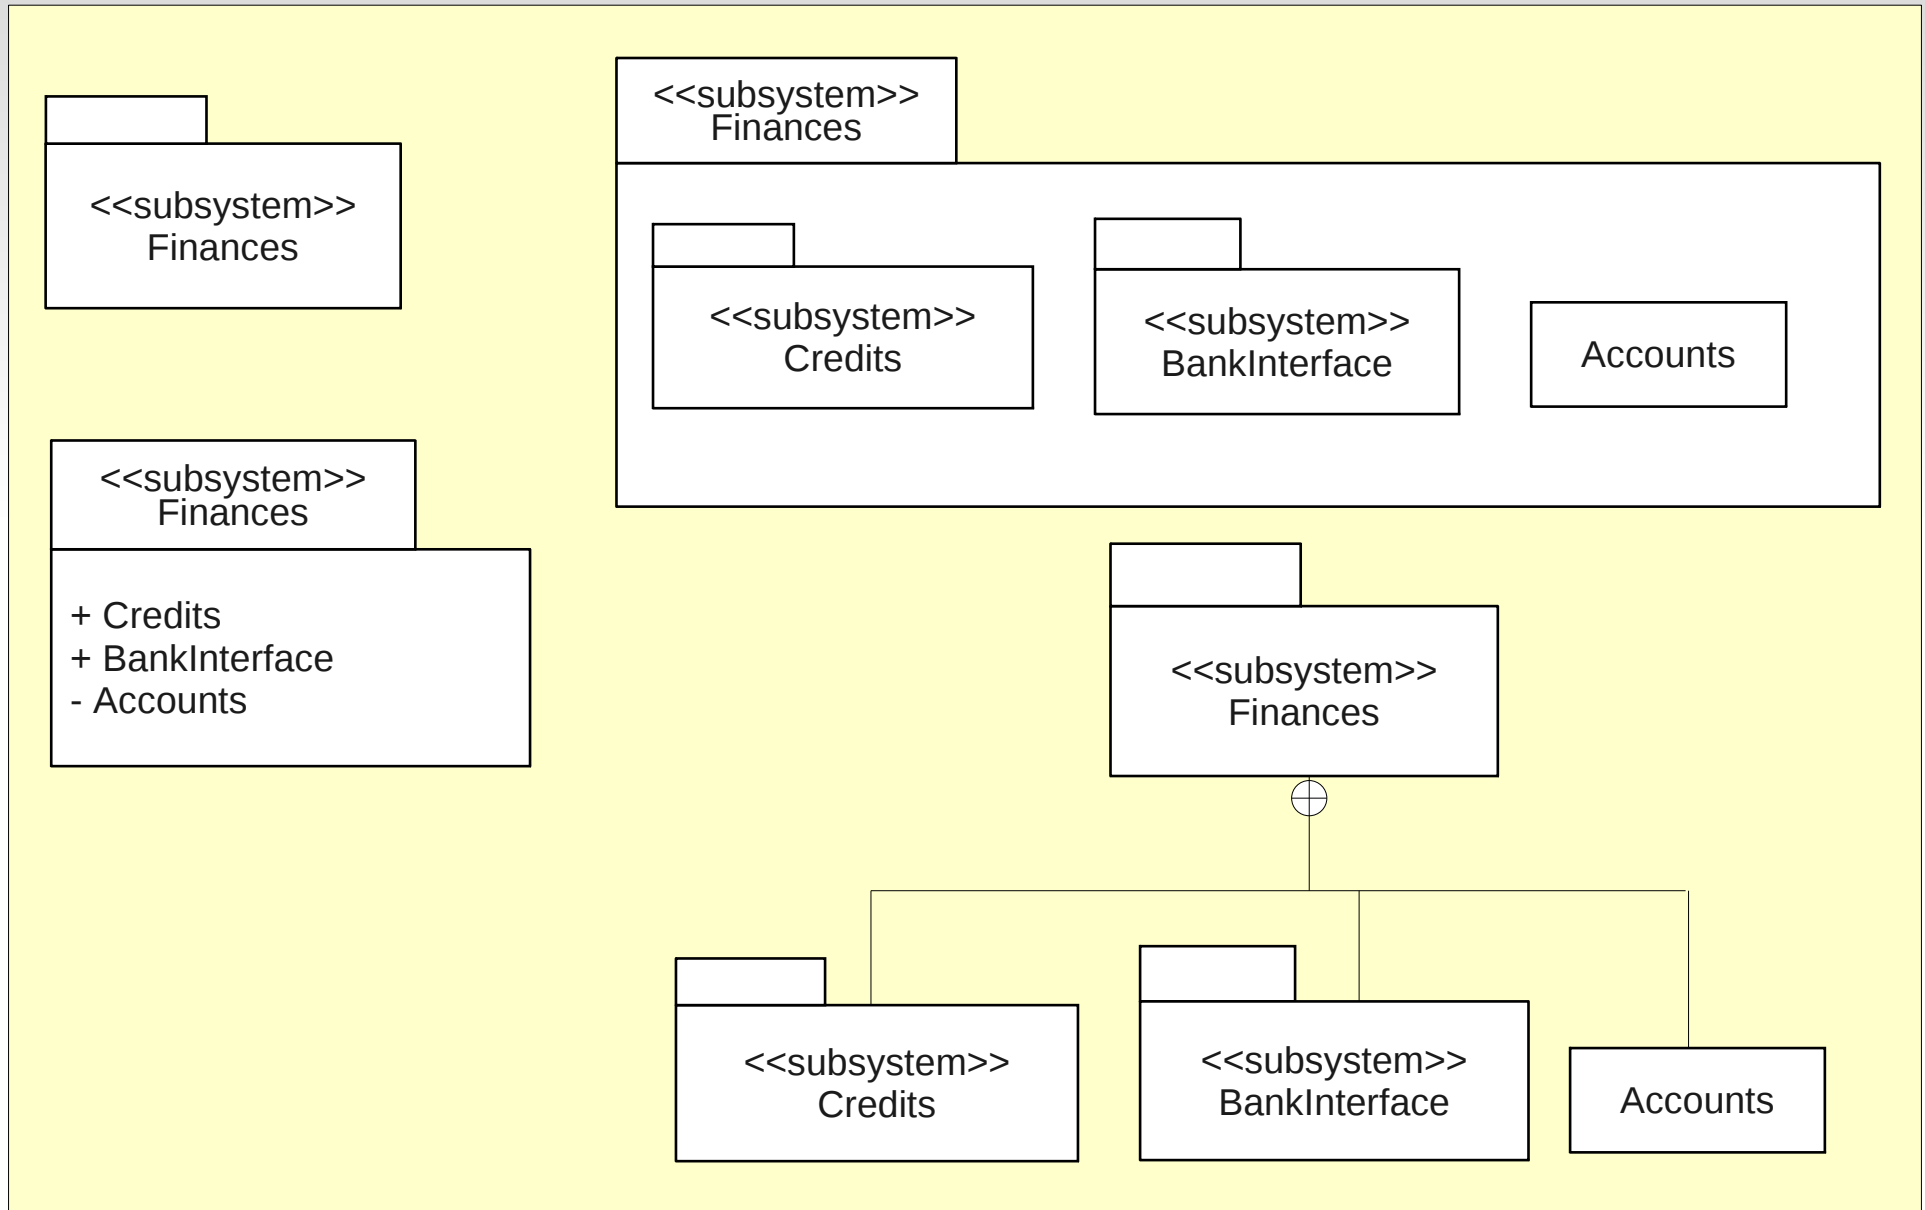 <<subsystem>>
Finances
<<subsystem>>
Finances
<<subsystem>>
Credits
<<subsystem>>
BankInterface
Accounts
<<subsystem>>
Finances
+ Credits
+ BankInterface
- Accounts
<<subsystem>>
Finances
<<subsystem>>
Credits
<<subsystem>>
BankInterface
Accounts